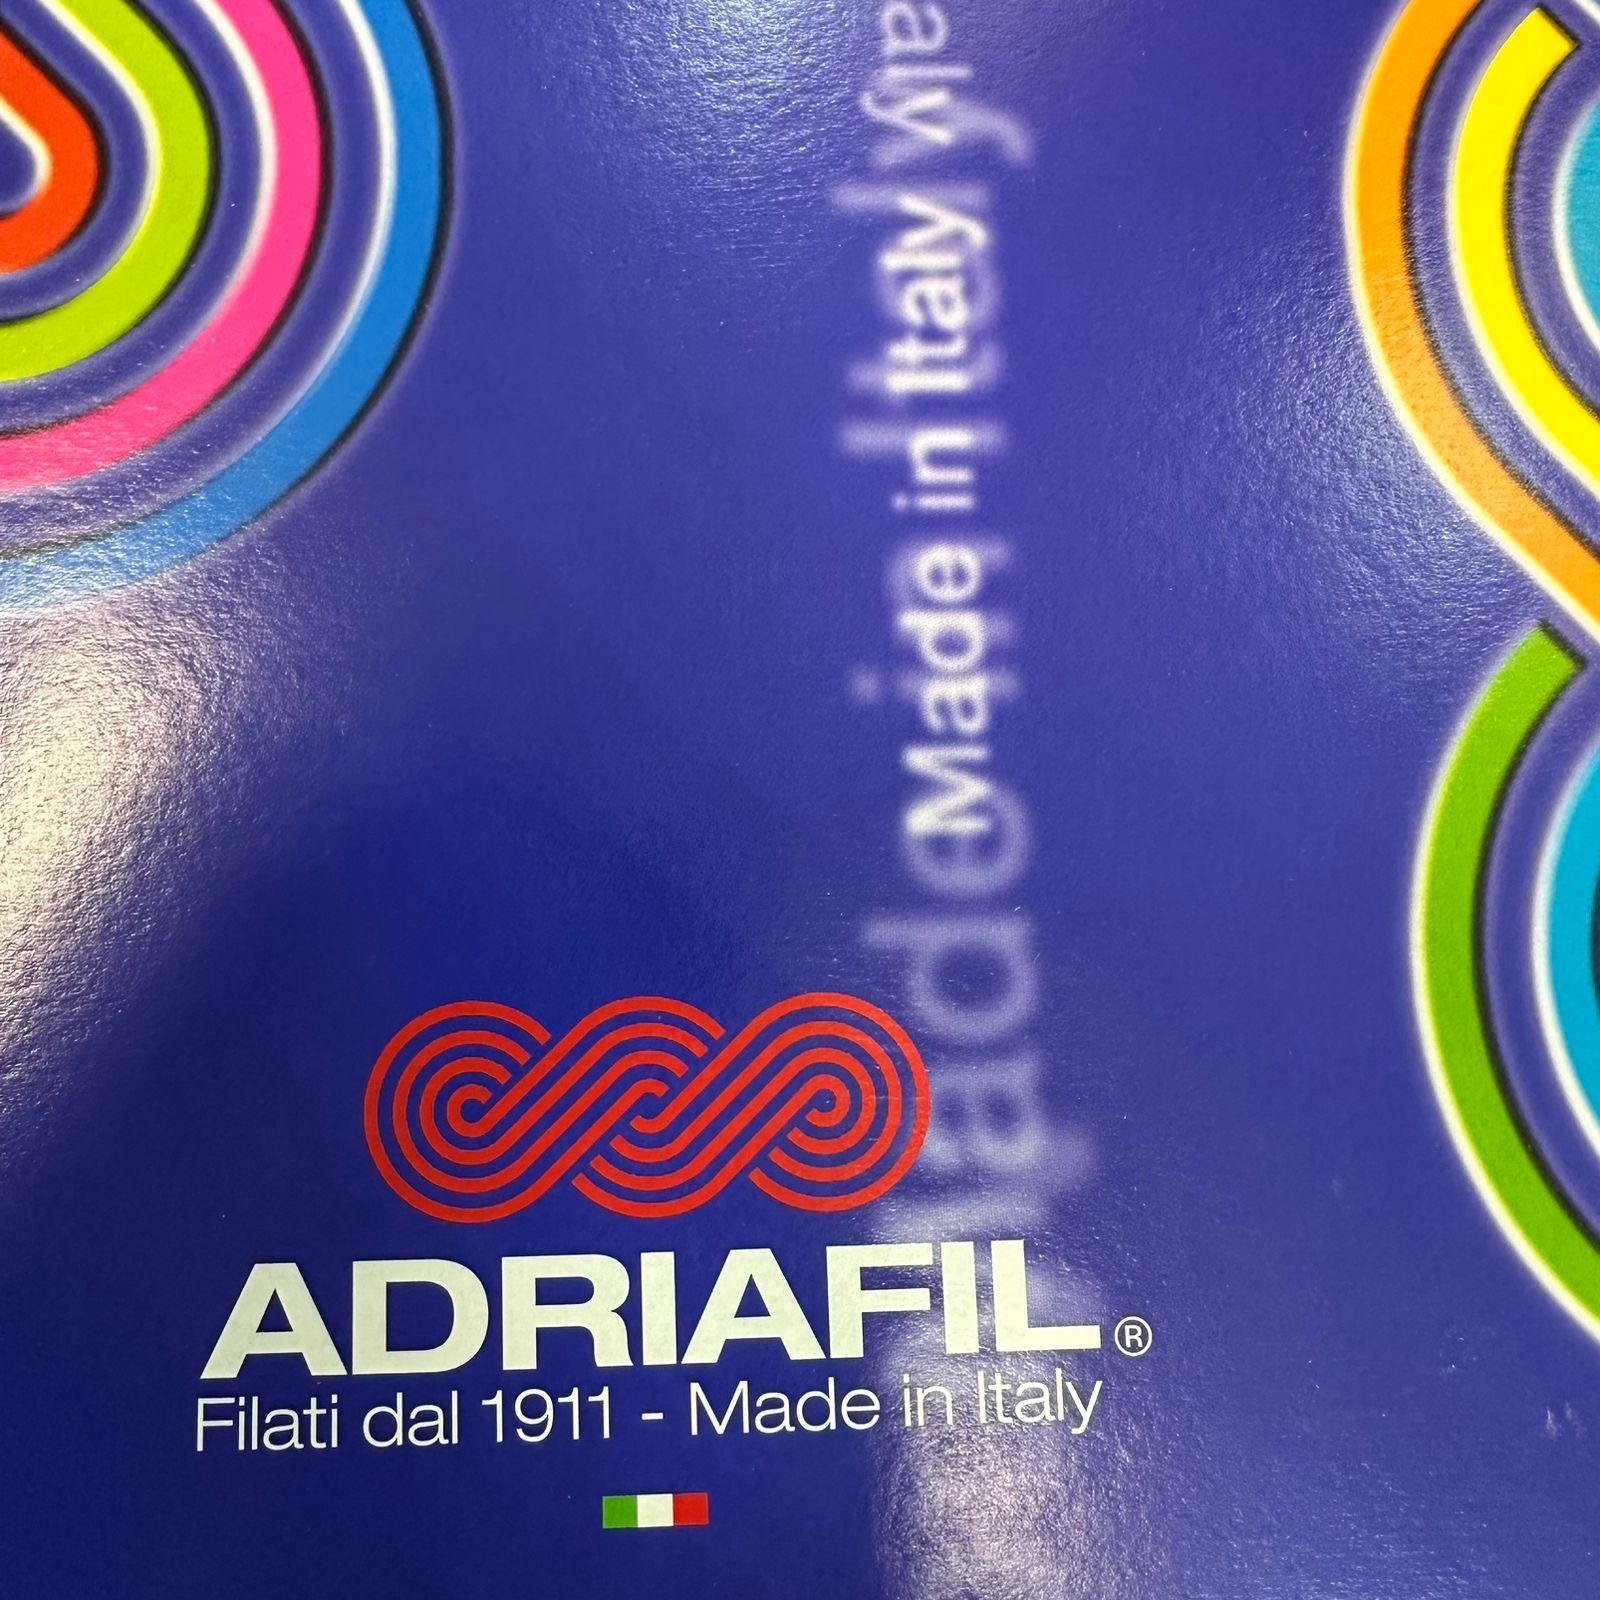 Made in Italy
ADRIAFIL®
Filati dal 1911 - Made in Italy